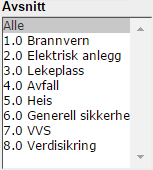 Avsnitt
Alle
1.0 Brannvern
2.0 Elektrisk anlegg
3.0 Lekeplass
4.0 Avfall
5.0 Heis
6.0 Generell sikkerhe
7.0 VVS
8.0 Verdisikring